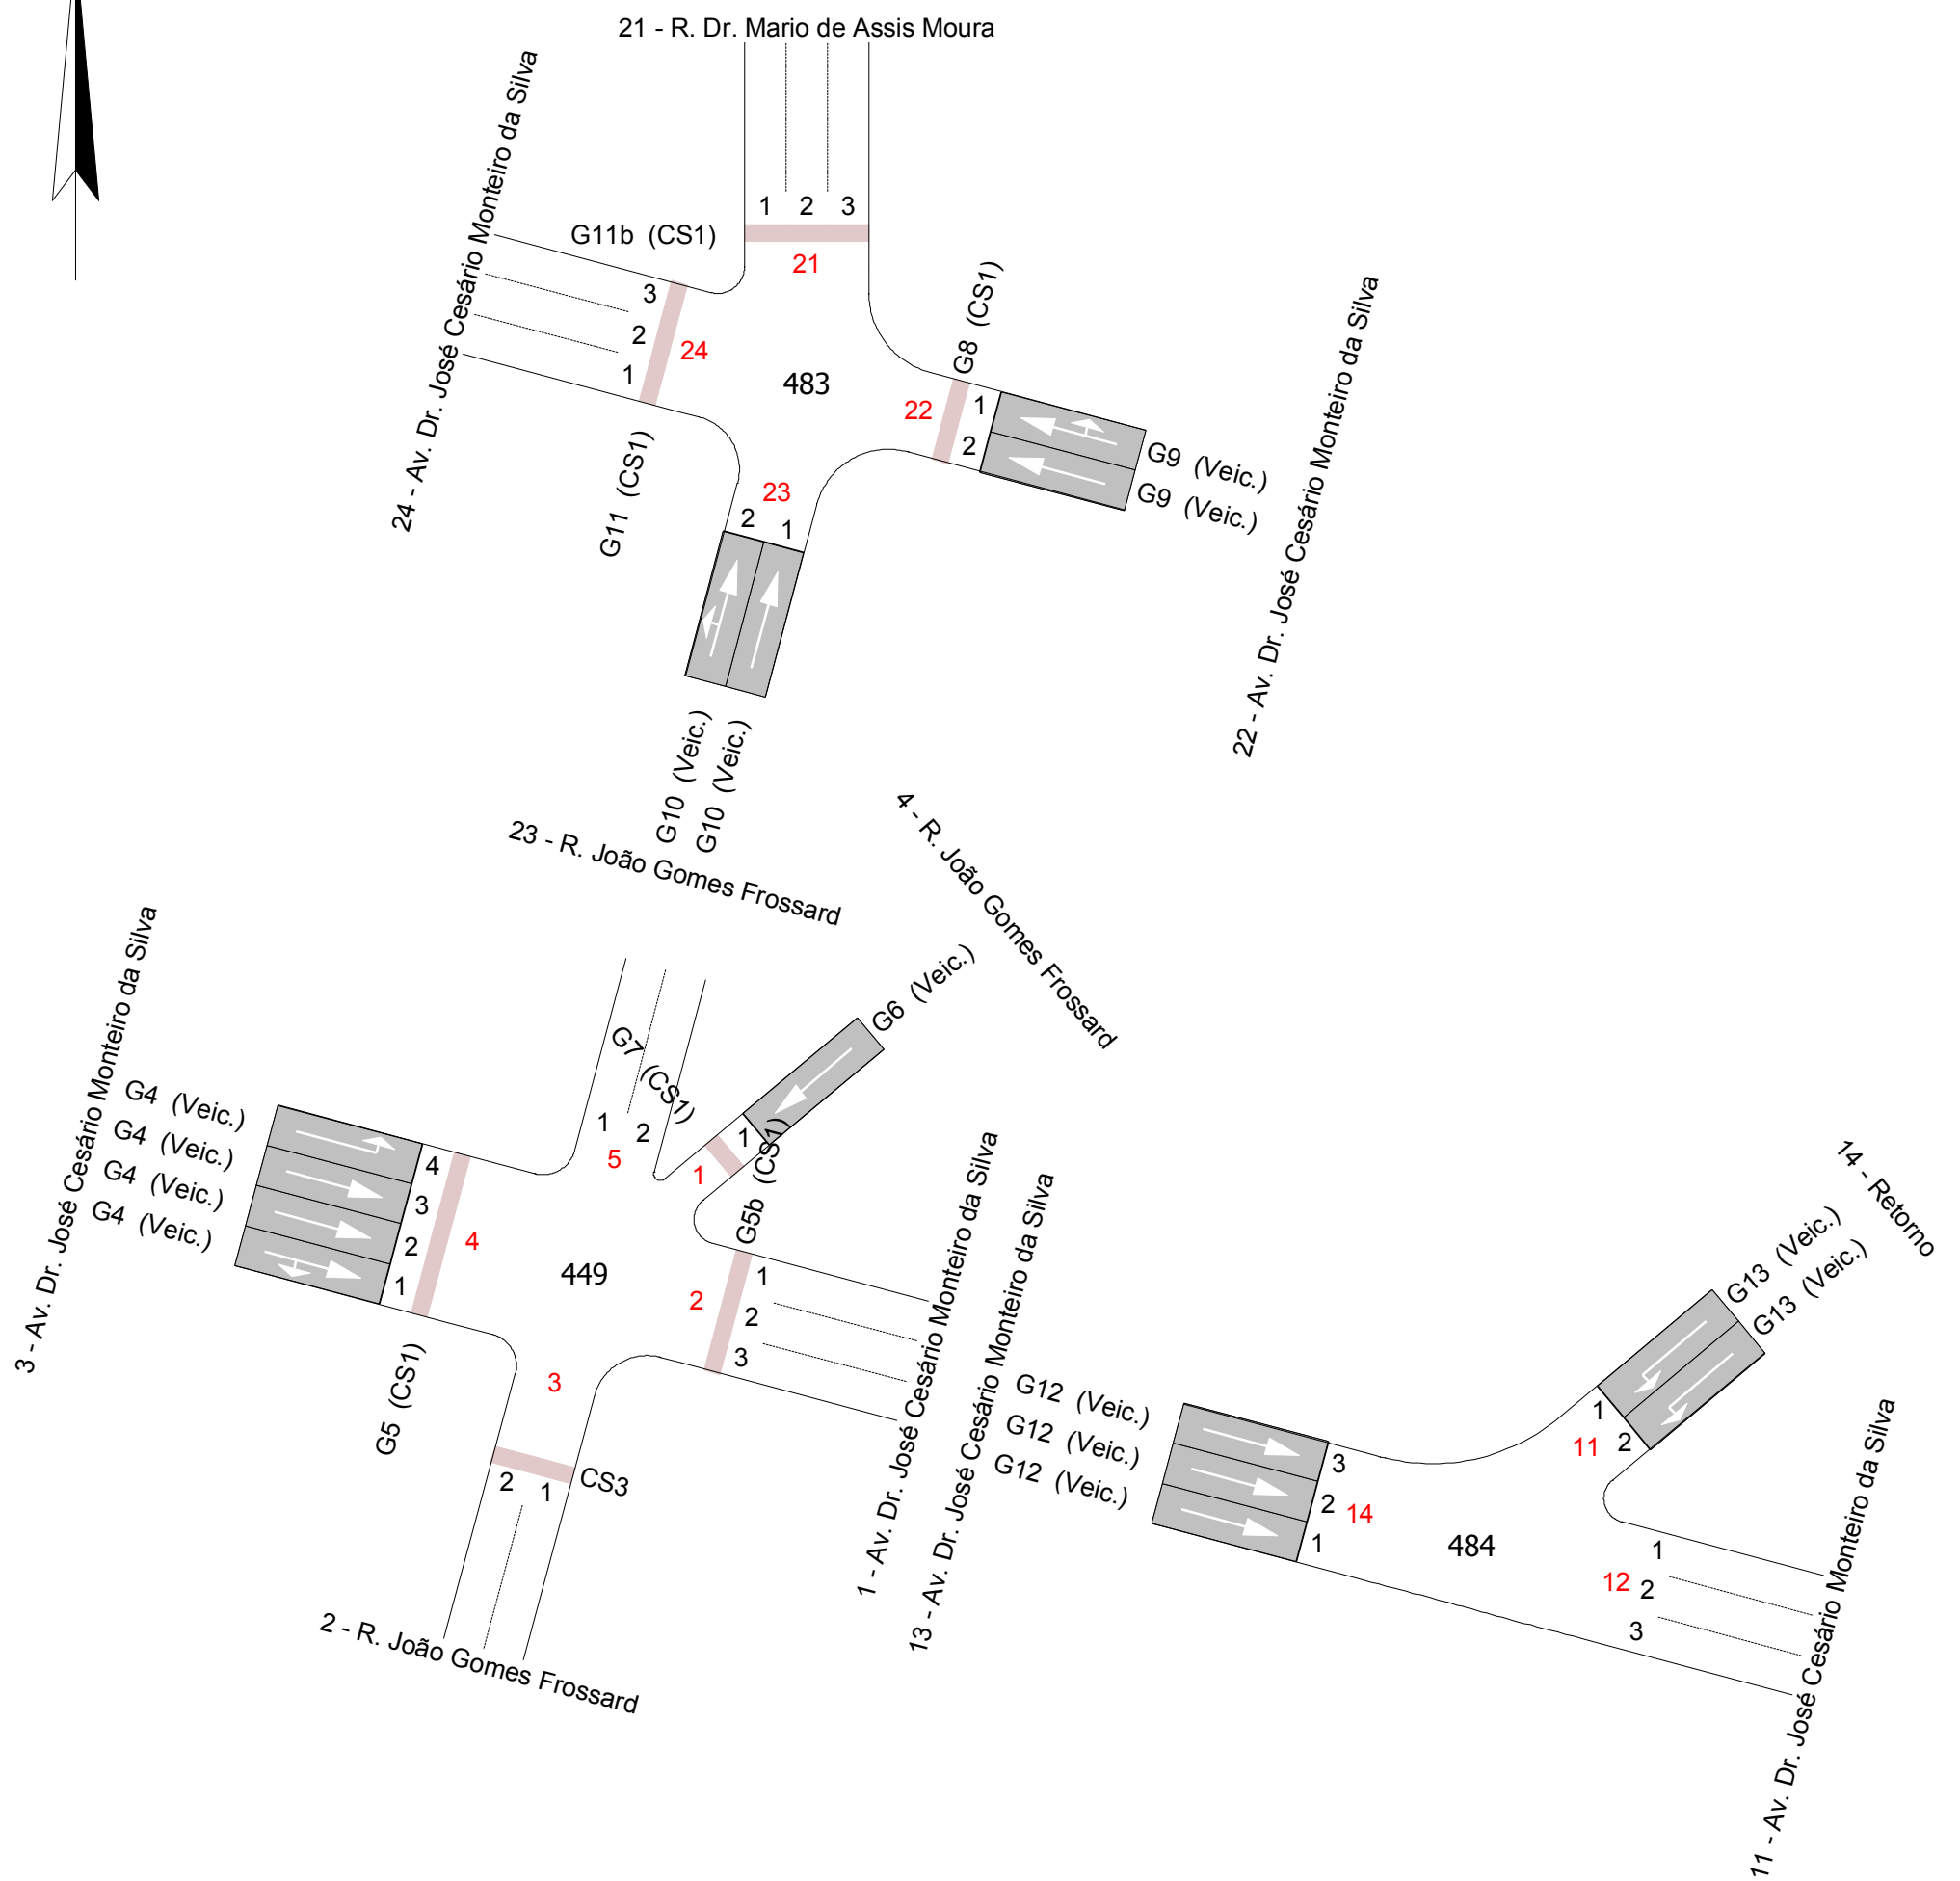 21 - R. Dr. Mario de Assis Moura
24 - Av. Dr. José Cesário Monteiro da Silva
1 2 3
G11b (CS1)
21
3
2
1
24
G11 (CS1)
483
G8 (CS1)
22
1
2
G9 (Veic.)
G9 (Veic.)
22 - Av. Dr. José Cesário Monteiro da Silva
23
2 1
G10 (Veic.)
G10 (Veic.)
23 - R. João Gomes Frossard
4 - R. João Gomes Frossard
3 - Av. Dr. José Cesário Monteiro da Silva
G4 (Veic.)
G4 (Veic.)
G4 (Veic.)
G4 (Veic.)
4
3
2
1
4
G5 (CS1)
G7 (CS1)
1 2
5
G6 (Veic.)
1
1
G5b (CS1)
449
2
1
2
3
3
2 1
CS3
2 - R. João Gomes Frossard
1 - Av. Dr. José Cesário Monteiro da Silva
13 - Av. Dr. José Cesário Monteiro da Silva
G12 (Veic.)
G12 (Veic.)
G12 (Veic.)
3
2
1
14
484
14 - Retorno
G13 (Veic.)
G13 (Veic.)
1
2
11
12
1
2
3
11 - Av. Dr. José Cesário Monteiro da Silva